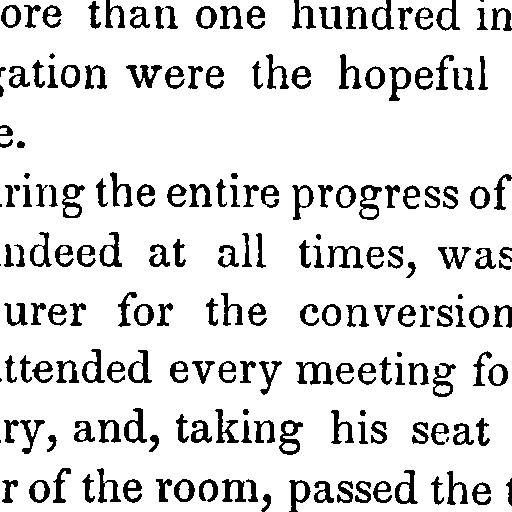 ore than one hundred in
gation were the hopeful
e.
ring the entire progress of
ndeed at all times, was
urer for the conversion
ttended every meeting fo
ry, and, taking his seat
r of the room, passed the t